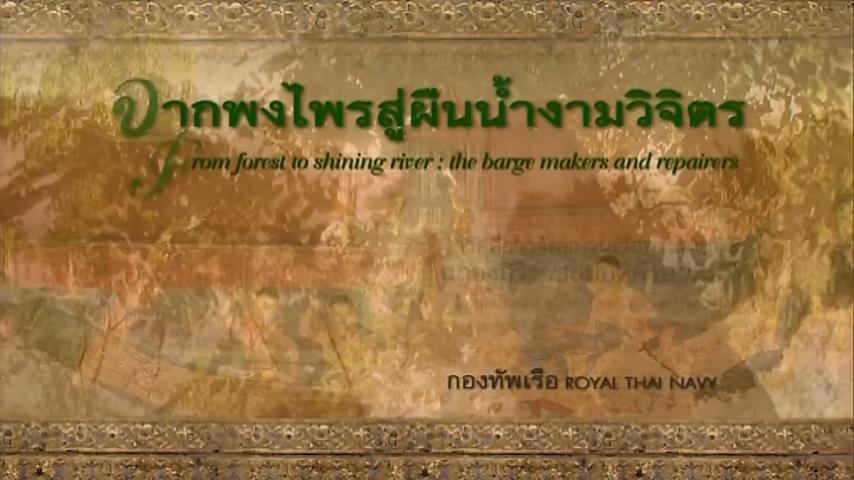 จากพงไพรสู่ผืนน้ำงามวิจิตร
From forest to shining river : the barge makers and repairers
กองทัพเรือ ROYAL THAI NAVY